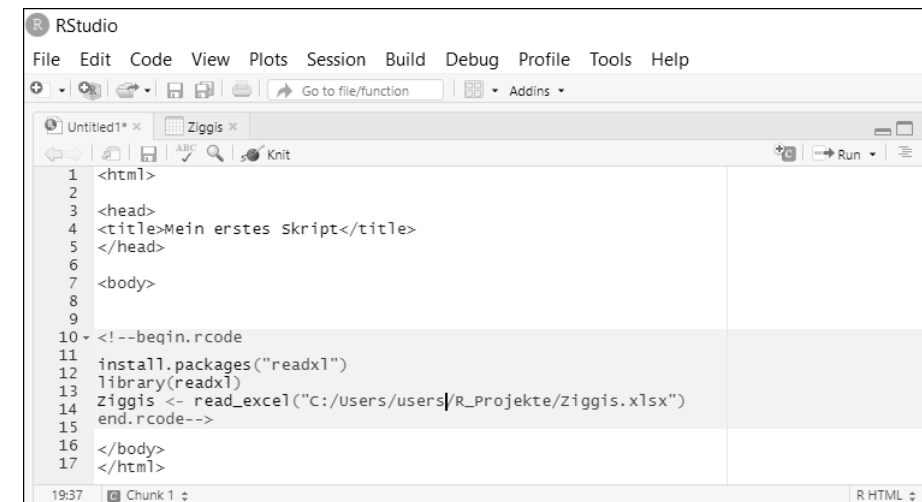 R RStudio
File Edit Code View Plots Session Build Debug Profile Tools Help
Go to file/function Addins
Untitled1* Ziggis
ABC Knit Run
1 <html>
2
3 <head>
4 <title>Mein erstes Skript</title>
5 </head>
6
7 <body>
8
9
10 <!--begin.rcode
11
12 install.packages("readxl")
13 library(readxl)
14 Ziggis <- read_excel("C:/Users/users/R_Projekte/Ziggis.xlsx")
15 end.rcode-->
16 </body>
17 </html>
19:37 C Chunk 1 R HTML